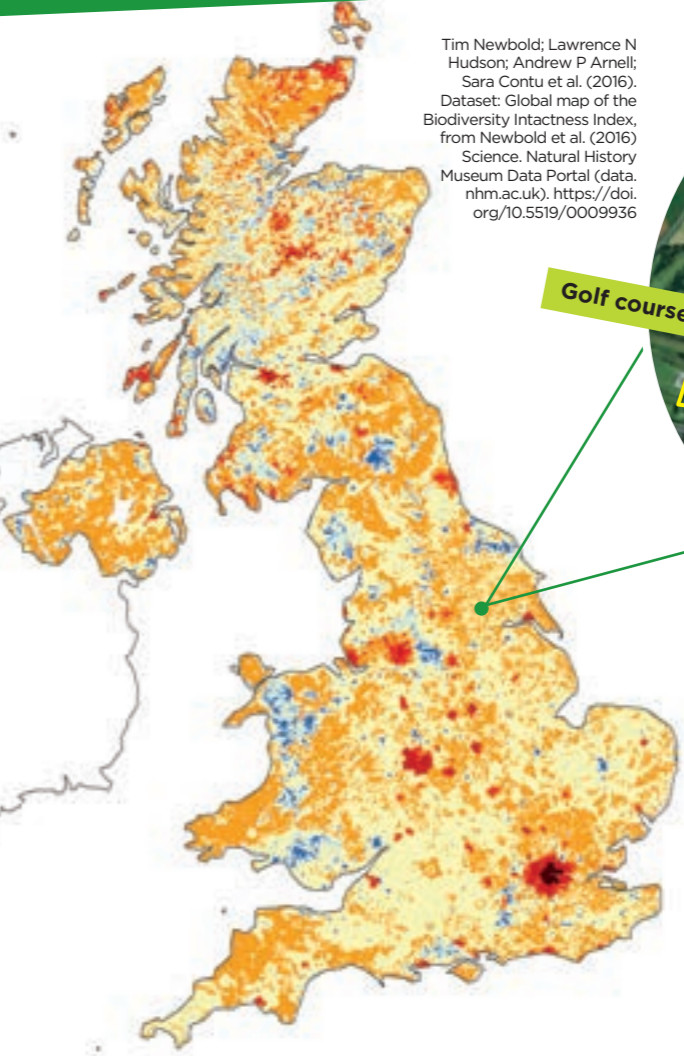 Tim Newbold; Lawrence N
Hudson; Andrew P Arnell;
Sara Contu et al. (2016).
Dataset: Global map of the
Biodiversity Intactness Index,
from Newbold et al. (2016)
Science. Natural History
Museum Data Portal (data.
nhm.ac.uk). https://doi.
org/10.5519/0009936
Golf course